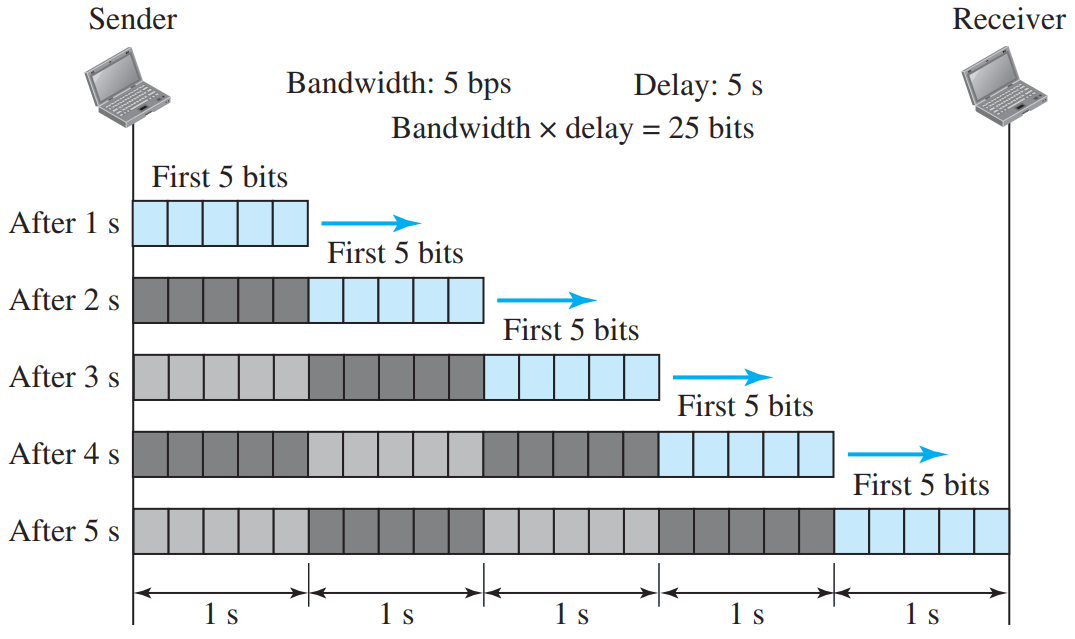 Sender
Receiver
Bandwidth: 5 bps
Delay: 5 s
Bandwidth × delay = 25 bits
First 5 bits
After 1 s
First 5 bits
After 2 s
First 5 bits
After 3 s
First 5 bits
After 4 s
First 5 bits
After 5 s
1 s
1 s
1 s
1 s
1 s